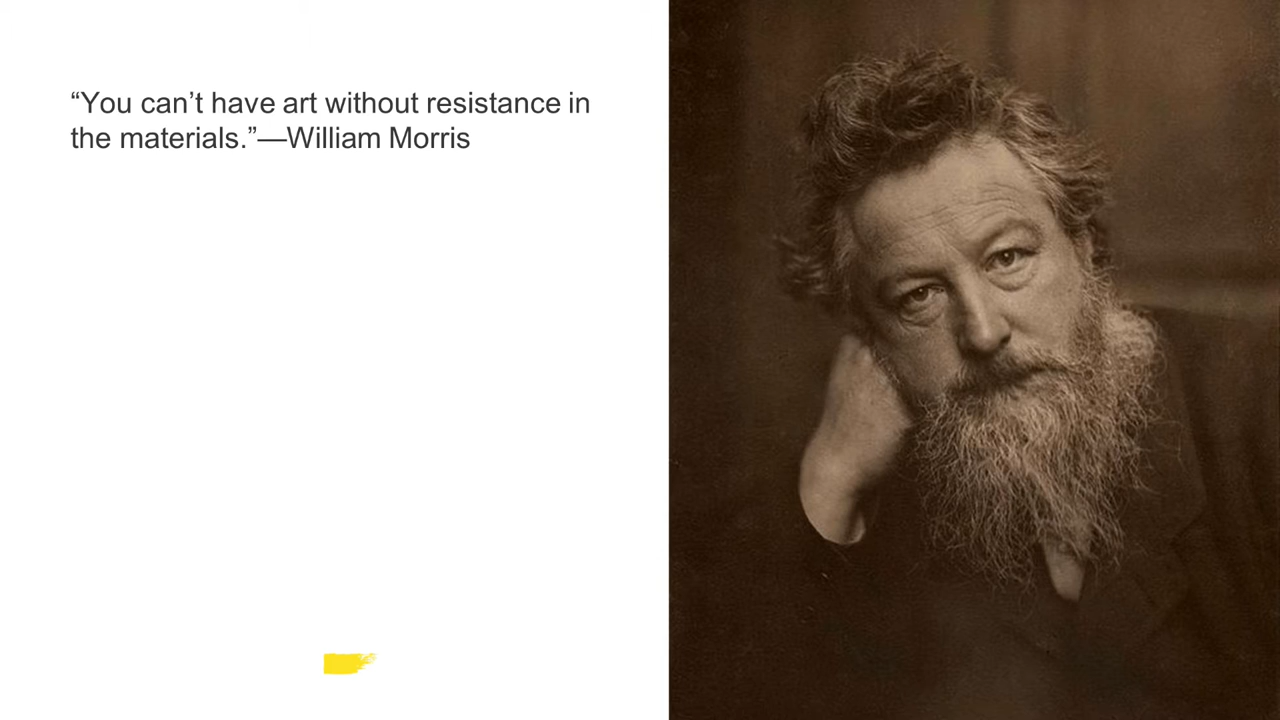 “You can’t have art without resistance in
the materials.”—William Morris